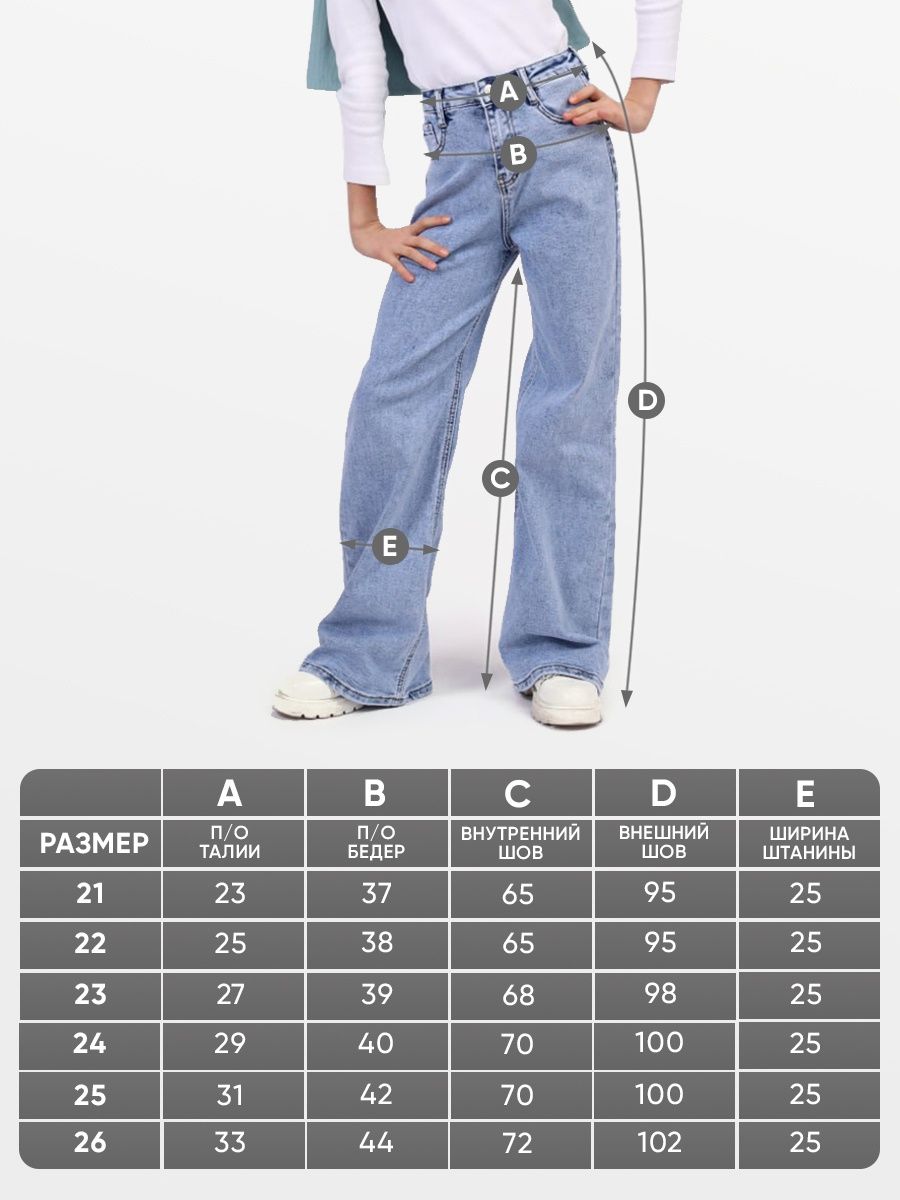 A
B
D
C
E
A B C D E
РАЗМЕР П/О ТАЛИИ П/О БЕДЕР ВНУТРЕННИЙ ШОВ ВНЕШНИЙ ШОВ ШИРИНА ШТАНИНЫ
21 23 37 65 95 25
22 25 38 65 95 25
23 27 39 68 98 25
24 29 40 70 100 25
25 31 42 70 100 25
26 33 44 72 102 25